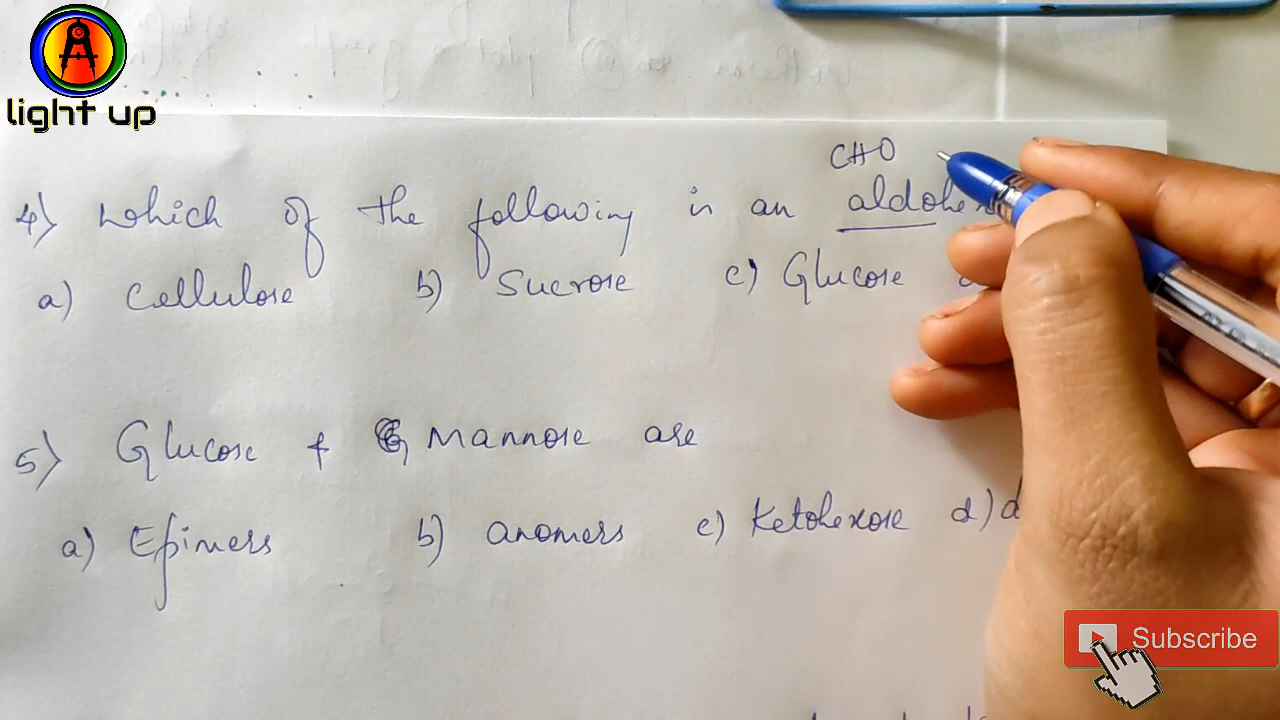 light up
CHO
4) Which of the following is an aldohex
a) Cellulose b) Sucrose c) Glucose
5) Glucose + Mannose are
a) Epimers b) anomers c) Ketohexose d) d
Subscribe